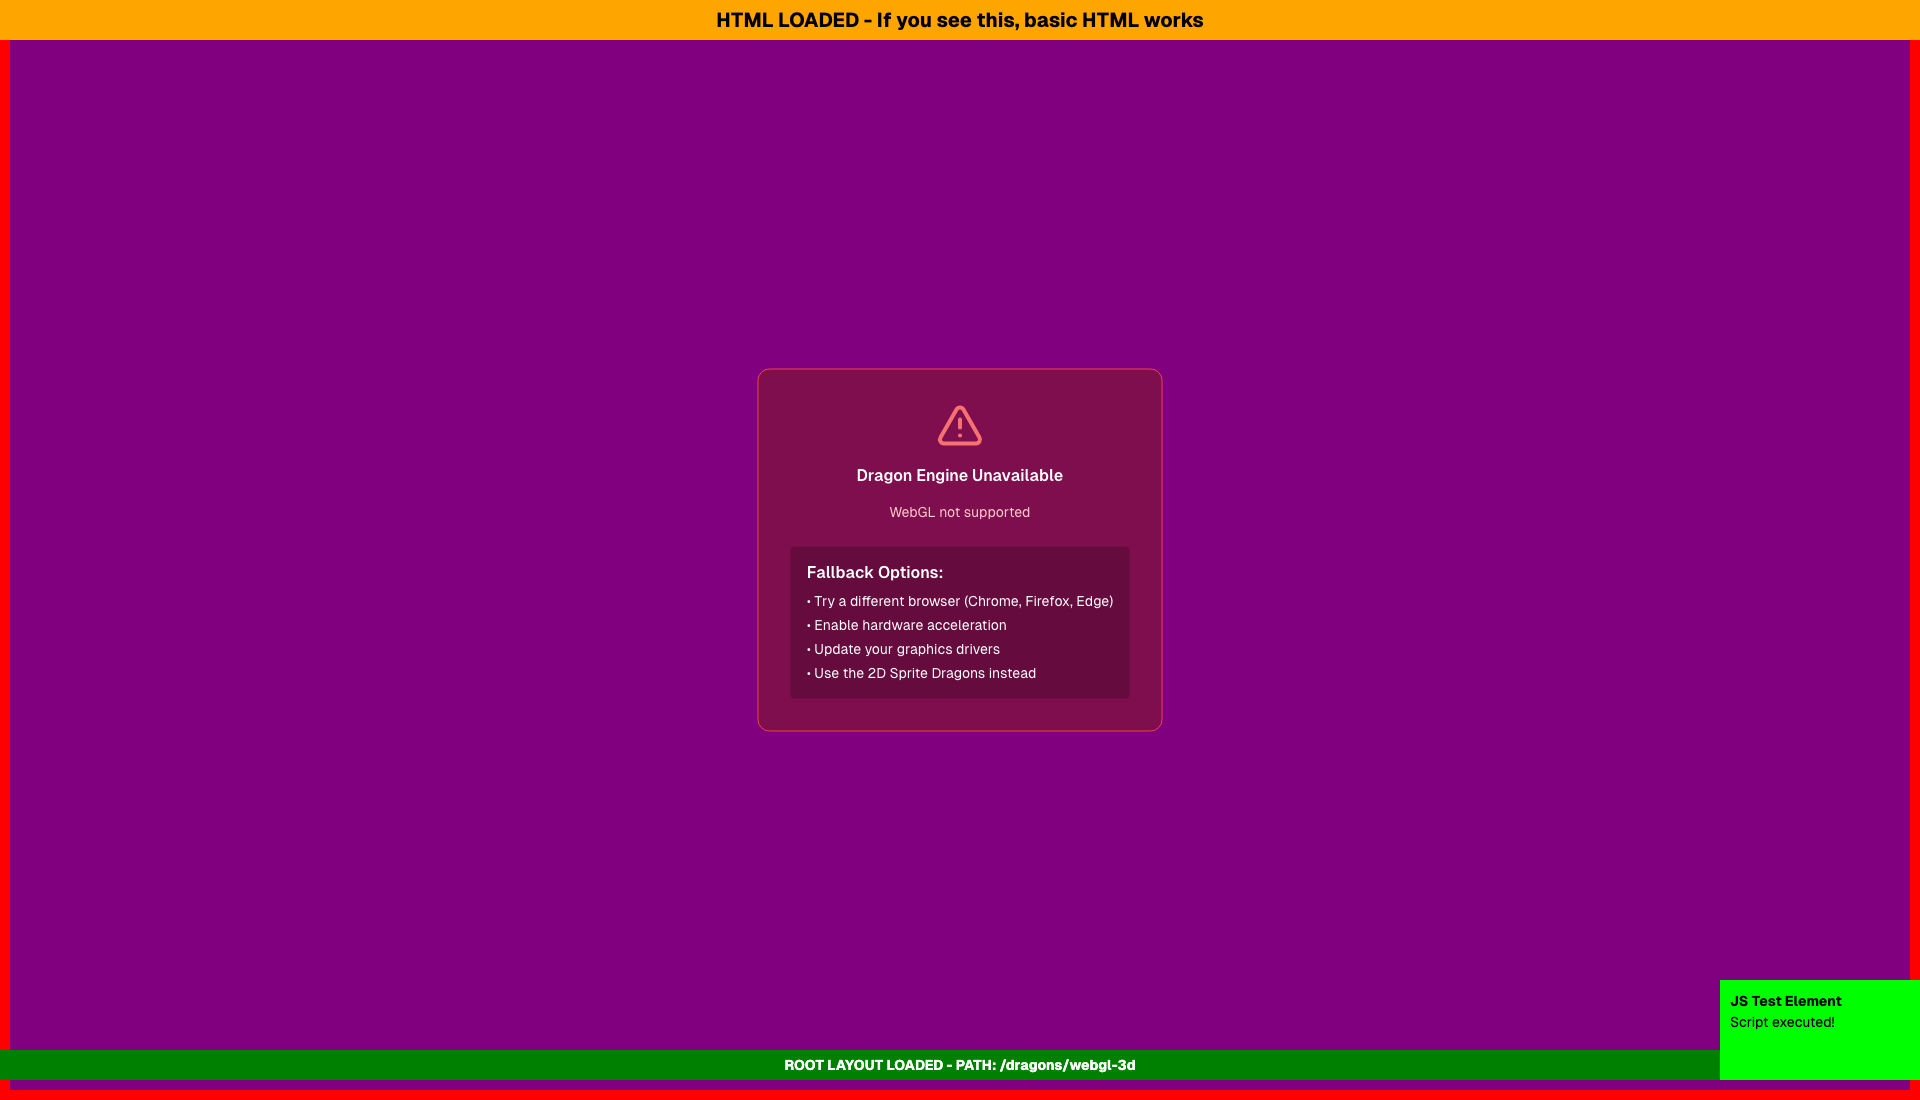 HTML LOADED - If you see this, basic HTML works
Dragon Engine Unavailable
WebGL not supported
Fallback Options:
• Try a different browser (Chrome, Firefox, Edge)
• Enable hardware acceleration
• Update your graphics drivers
• Use the 2D Sprite Dragons instead
JS Test Element
Script executed!
ROOT LAYOUT LOADED - PATH: /dragons/webgl-3d